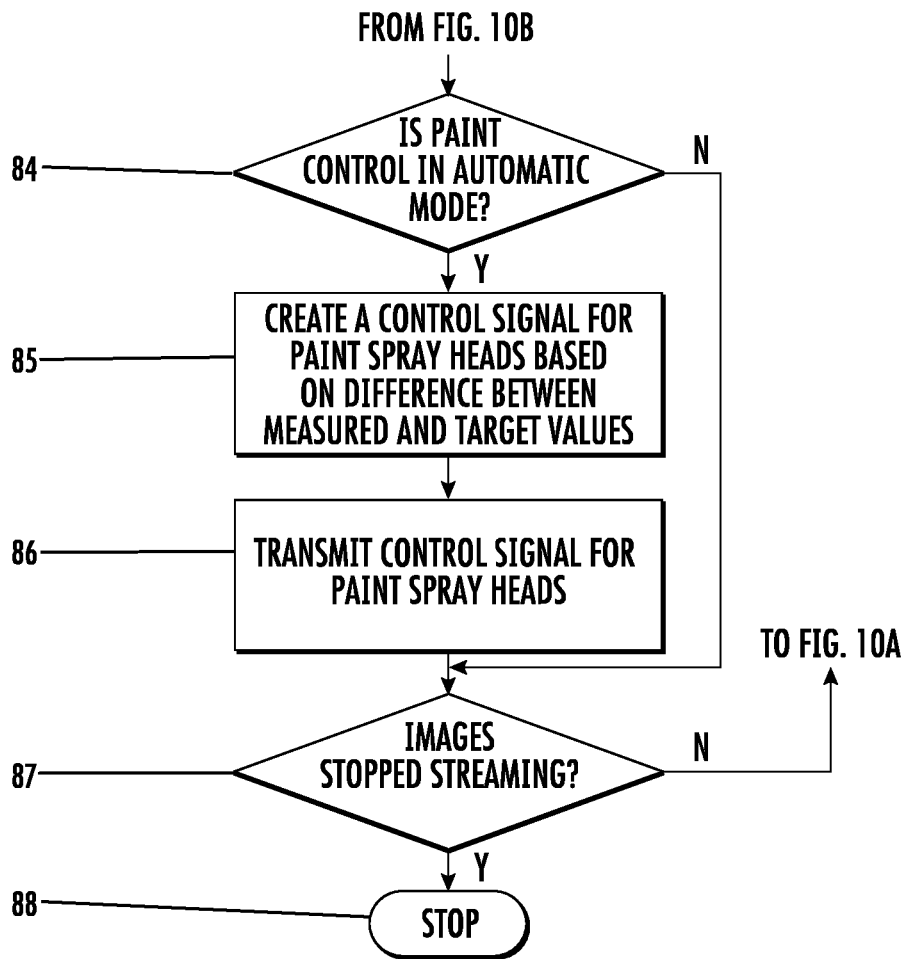 FROM FIG. 10B
84
IS PAINT
CONTROL IN AUTOMATIC
MODE?
N
Y
85
CREATE A CONTROL SIGNAL FOR
PAINT SPRAY HEADS BASED
ON DIFFERENCE BETWEEN
MEASURED AND TARGET VALUES
86
TRANSMIT CONTROL SIGNAL FOR
PAINT SPRAY HEADS
TO FIG. 10A
87
IMAGES
STOPPED STREAMING?
N
Y
88
STOP